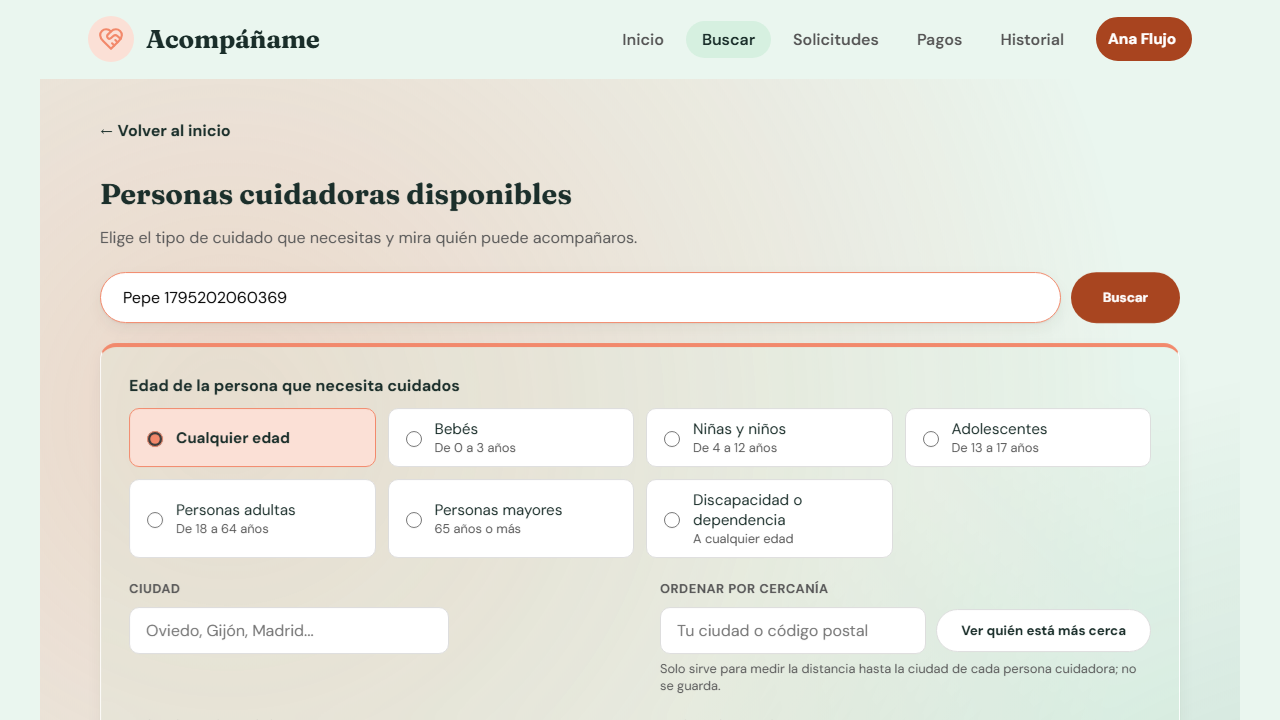 Acompáñame
Inicio
Buscar
Solicitudes
Pagos
Historial
Ana Flujo
← Volver al inicio
Personas cuidadoras disponibles
Elige el tipo de cuidado que necesitas y mira quién puede acompañaros.
Pepe 1795202060369
Buscar
Edad de la persona que necesita cuidados
Cualquier edad
Bebés
De 0 a 3 años
Niñas y niños
De 4 a 12 años
Adolescentes
De 13 a 17 años
Personas adultas
De 18 a 64 años
Personas mayores
65 años o más
Discapacidad o
dependencia
A cualquier edad
CIUDAD
Oviedo, Gijón, Madrid...
ORDENAR POR CERCANÍA
Tu ciudad o código postal
Ver quién está más cerca
Solo sirve para medir la distancia hasta la ciudad de cada persona cuidadora; no
se guarda.